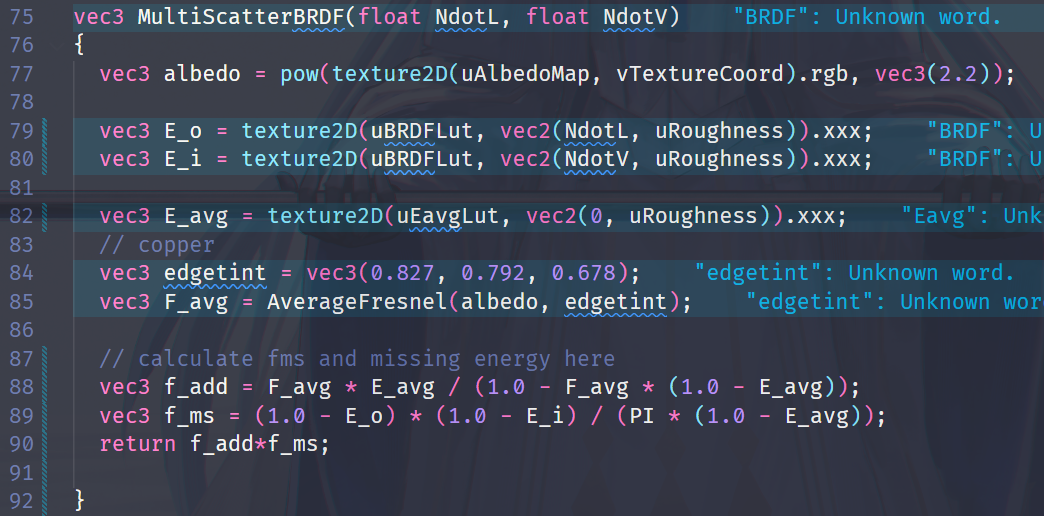 75 vec3 MultiScatterBRDF(float NdotL, float NdotV) "BRDF": Unknown word.
76 {
77 vec3 albedo = pow(texture2D(uAlbedoMap, vTextureCoord).rgb, vec3(2.2));
78
79 vec3 E_o = texture2D(uBRDFLut, vec2(NdotL, uRoughness)).xxx; "BRDF": U
80 vec3 E_i = texture2D(uBRDFLut, vec2(NdotV, uRoughness)).xxx; "BRDF": U
81
82 vec3 E_avg = texture2D(uEavgLut, vec2(0, uRoughness)).xxx; "Eavg": Unk
83 // copper
84 vec3 edgetint = vec3(0.827, 0.792, 0.678); "edgetint": Unknown word.
85 vec3 F_avg = AverageFresnel(albedo, edgetint); "edgetint": Unknown wor
86
87 // calculate fms and missing energy here
88 vec3 f_add = F_avg * E_avg / (1.0 - F_avg * (1.0 - E_avg));
89 vec3 f_ms = (1.0 - E_o) * (1.0 - E_i) / (PI * (1.0 - E_avg));
90 return f_add*f_ms;
91
92 }